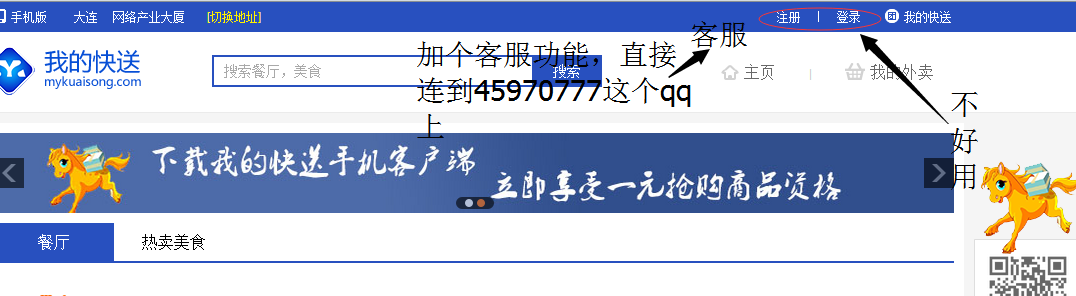 手机版 大连 网络产业大厦 [切换地址] 注册 | 登录 我的快送
我的快送
mykuaisong.com
搜索餐厅，美食
搜索
客服
主页
我的外卖
加个客服功能，直接
连到45970777这个qq
上
不
好
用
下载我的快送手机客户端
立即享受一元抢购商品资格
餐厅
热卖美食